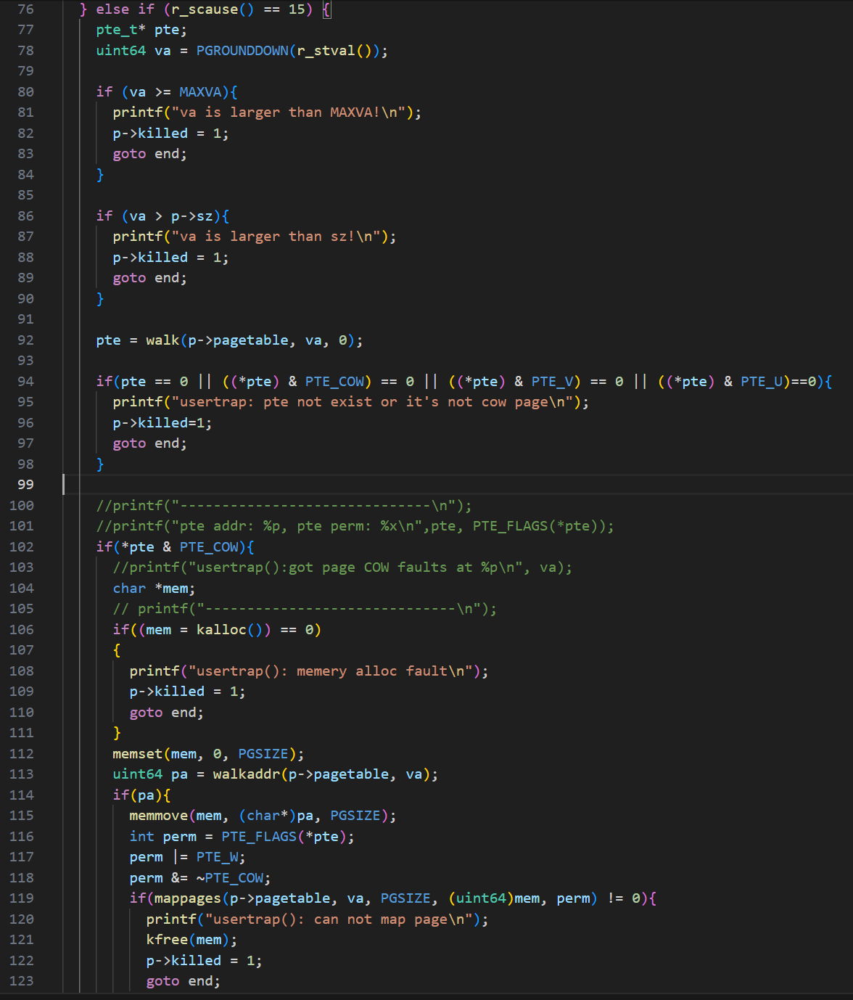 76 } else if (r_scause() == 15) {
77 pte_t* pte;
78 uint64 va = PGROUNDDOWN(r_stval());
79
80 if (va >= MAXVA){
81 printf("va is larger than MAXVA!\n");
82 p->killed = 1;
83 goto end;
84 }
85
86 if (va > p->sz){
87 printf("va is larger than sz!\n");
88 p->killed = 1;
89 goto end;
90 }
91
92 pte = walk(p->pagetable, va, 0);
93
94 if(pte == 0 || ((*pte) & PTE_COW) == 0 || ((*pte) & PTE_V) == 0 || ((*pte) & PTE_U)==0){
95 printf("usertrap: pte not exist or it's not cow page\n");
96 p->killed=1;
97 goto end;
98 }
99
100 //printf("------------------------------\n");
101 //printf("pte addr: %p, pte perm: %x\n",pte, PTE_FLAGS(*pte));
102 if(*pte & PTE_COW){
103 //printf("usertrap():got page COW faults at %p\n", va);
104 char *mem;
105 // printf("------------------------------\n");
106 if((mem = kalloc()) == 0)
107 {
108 printf("usertrap(): memery alloc fault\n");
109 p->killed = 1;
110 goto end;
111 }
112 memset(mem, 0, PGSIZE);
113 uint64 pa = walkaddr(p->pagetable, va);
114 if(pa){
115 memmove(mem, (char*)pa, PGSIZE);
116 int perm = PTE_FLAGS(*pte);
117 perm |= PTE_W;
118 perm &= ~PTE_COW;
119 if(mappages(p->pagetable, va, PGSIZE, (uint64)mem, perm) != 0){
120 printf("usertrap(): can not map page\n");
121 kfree(mem);
122 p->killed = 1;
123 goto end;